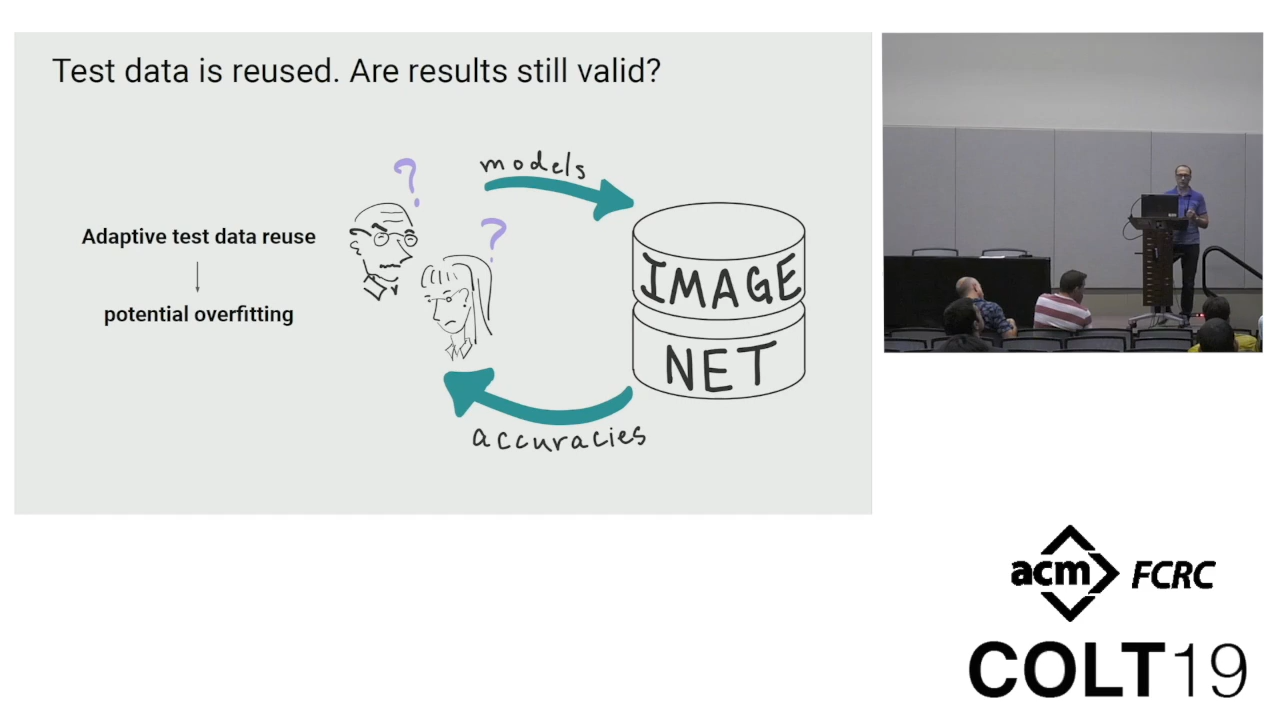 Test data is reused. Are results still valid?
models
?
?
Adaptive test data reuse
potential overfitting
IMAGE
NET
accuracies
acm FCRC
COLT19